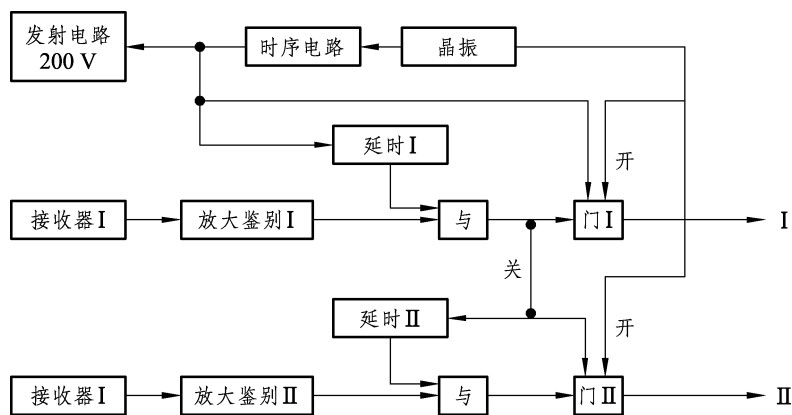 发射电路
200 V
时序电路
晶振
延时Ⅰ
开
接收器Ⅰ
放大鉴别Ⅰ
与
门Ⅰ
Ⅰ
关
延时Ⅱ
开
接收器Ⅰ
放大鉴别Ⅱ
与
门Ⅱ
Ⅱ